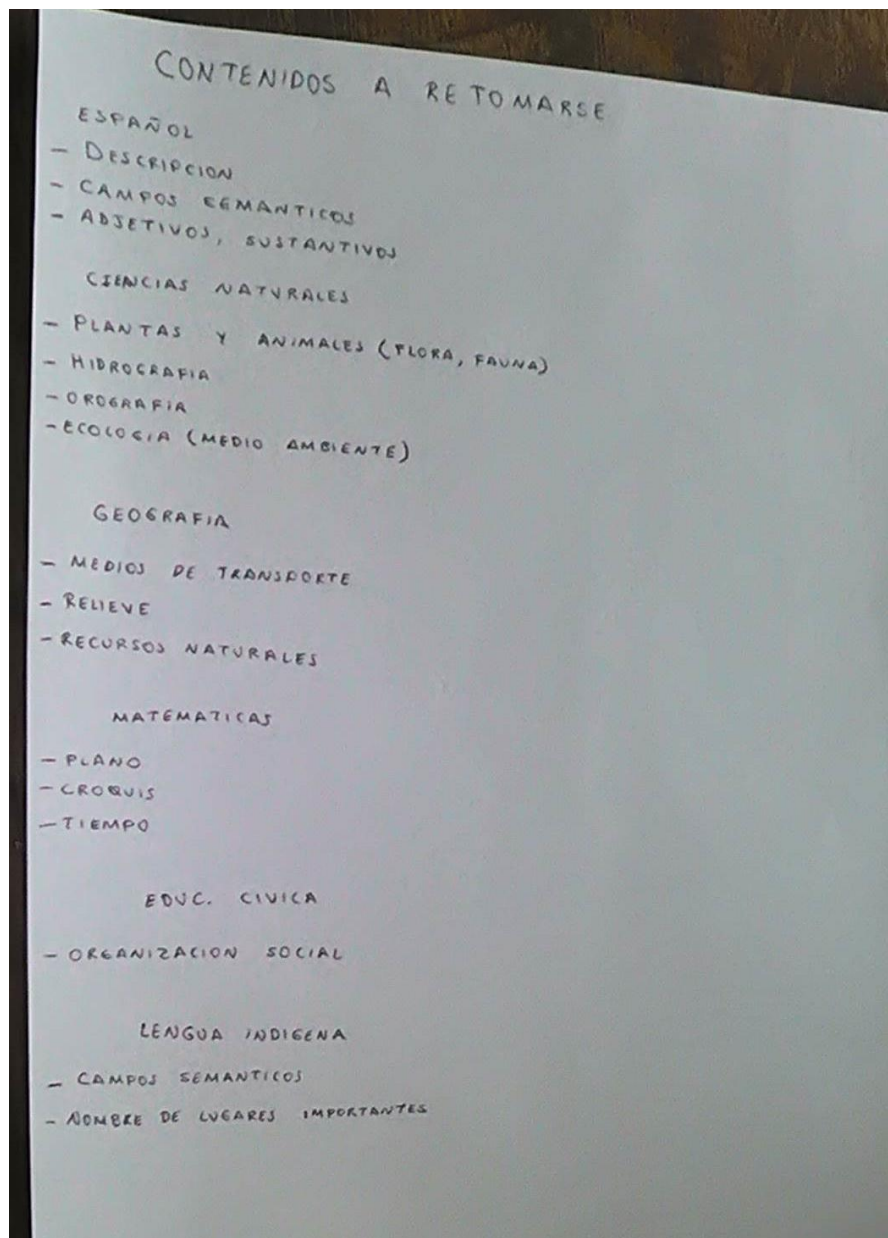 CONTENIDOS A RETOMARSE
ESPAÑOL
- DESCRIPCION
- CAMPOS SEMANTICOS
- ADJETIVOS, SUSTANTIVOS
CIENCIAS NATURALES
- PLANTAS Y ANIMALES (FLORA, FAUNA)
- HIDROGRAFIA
- OROGRAFIA
- ECOLOGIA (MEDIO AMBIENTE)
GEOGRAFIA
- MEDIOS DE TRANSPORTE
- RELIEVE
- RECURSOS NATURALES
MATEMATICAS
- PLANO
- CROQUIS
- TIEMPO
EDUC. CIVICA
- ORGANIZACION SOCIAL
LENGUA INDIGENA
- CAMPOS SEMANTICOS
- NOMBRE DE LUGARES IMPORTANTES